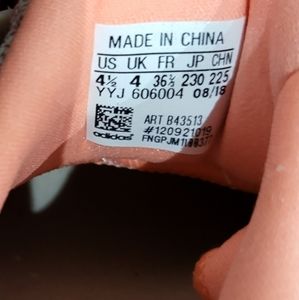 MADE IN CHINA
US UK FR JP CHN
4½ 4 36⅔ 230 225
YYJ 606004 08/18
ART B43513
#120921019
adidas